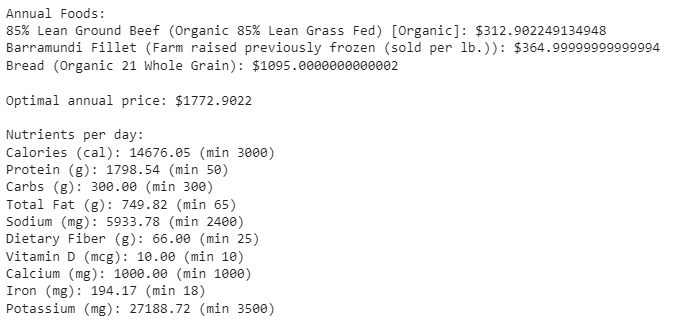 Annual Foods:
85% Lean Ground Beef (Organic 85% Lean Grass Fed) [Organic]: $312.902249134948
Barramundi Fillet (Farm raised previously frozen (sold per lb.)): $364.99999999999994
Bread (Organic 21 Whole Grain): $1095.0000000000002
Optimal annual price: $1772.9022
Nutrients per day:
Calories (cal): 14676.05 (min 3000)
Protein (g): 1798.54 (min 50)
Carbs (g): 300.00 (min 300)
Total Fat (g): 749.82 (min 65)
Sodium (mg): 5933.78 (min 2400)
Dietary Fiber (g): 66.00 (min 25)
Vitamin D (mcg): 10.00 (min 10)
Calcium (mg): 1000.00 (min 1000)
Iron (mg): 194.17 (min 18)
Potassium (mg): 27188.72 (min 3500)